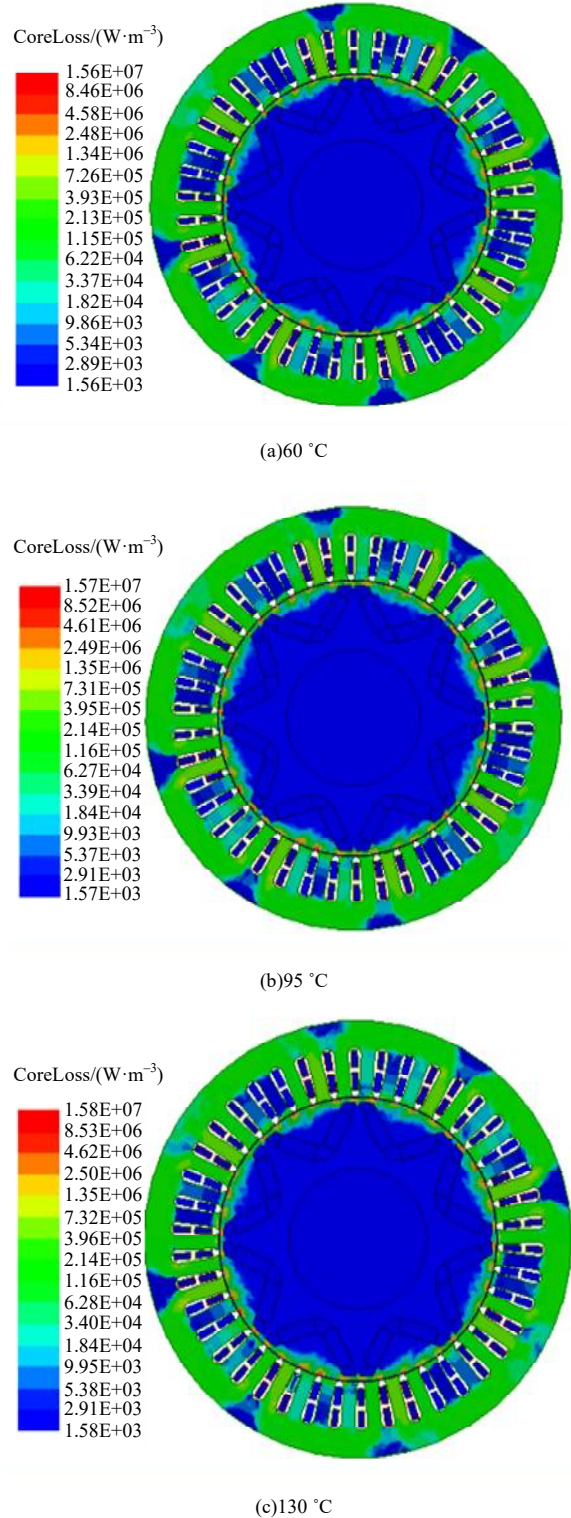 CoreLoss/(W·m⁻³)
1.56E+07
8.46E+06
4.58E+06
2.48E+06
1.34E+06
7.26E+05
3.93E+05
2.13E+05
1.15E+05
6.22E+04
3.37E+04
1.82E+04
9.86E+03
5.34E+03
2.89E+03
1.56E+03
(a)60 ˚C
CoreLoss/(W·m⁻³)
1.57E+07
8.52E+06
4.61E+06
2.49E+06
1.35E+06
7.31E+05
3.95E+05
2.14E+05
1.16E+05
6.27E+04
3.39E+04
1.84E+04
9.93E+03
5.37E+03
2.91E+03
1.57E+03
(b)95 ˚C
CoreLoss/(W·m⁻³)
1.58E+07
8.53E+06
4.62E+06
2.50E+06
1.35E+06
7.32E+05
3.96E+05
2.14E+05
1.16E+05
6.28E+04
3.40E+04
1.84E+04
9.95E+03
5.38E+03
2.91E+03
1.58E+03
(c)130 ˚C